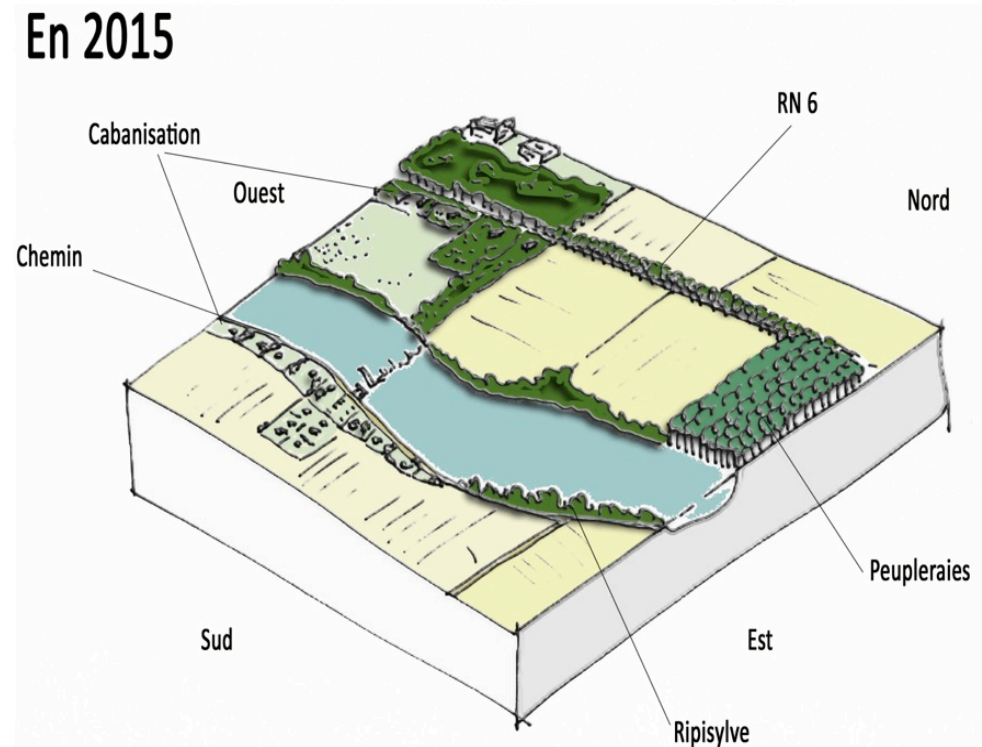 En 2015
RN 6
Cabanisation
Ouest
Nord
Chemin
Peupleraies
Sud
Est
Ripisylve